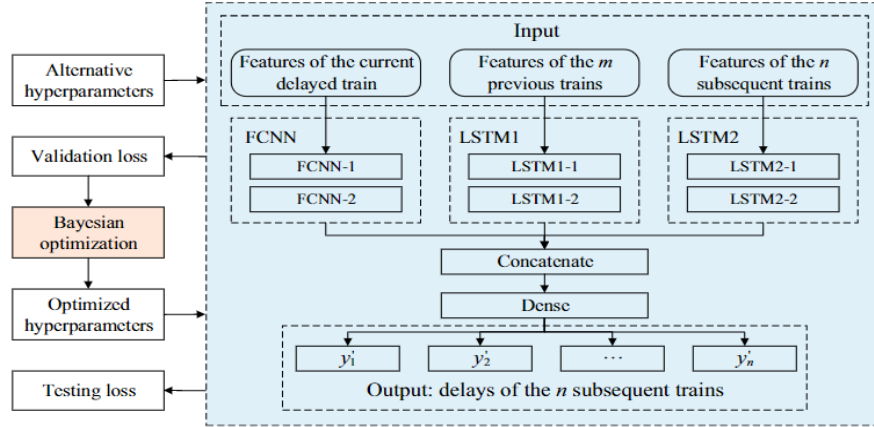 Input
Features of the current
delayed train
Features of the m
previous trains
Features of the n
subsequent trains
Alternative
hyperparameters
Validation loss
Bayesian
optimization
Optimized
hyperparameters
Testing loss
FCNN
FCNN-1
FCNN-2
LSTM1
LSTM1-1
LSTM1-2
LSTM2
LSTM2-1
LSTM2-2
Concatenate
Dense
y'₁
y'₂
···
y'ₙ
Output: delays of the n subsequent trains